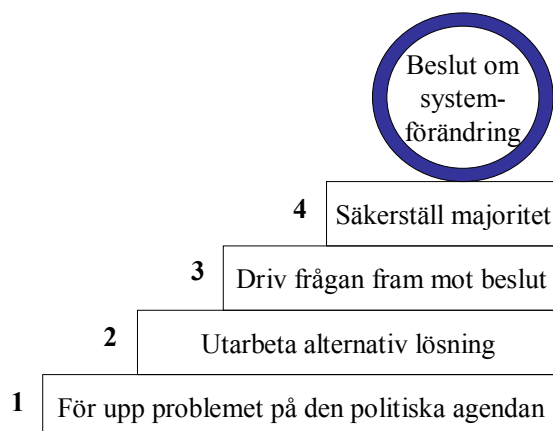 Beslut om
system-
förändring
4 Säkerställ majoritet
3 Driv frågan fram mot beslut
2 Utarbeta alternativ lösning
1 För upp problemet på den politiska agendan